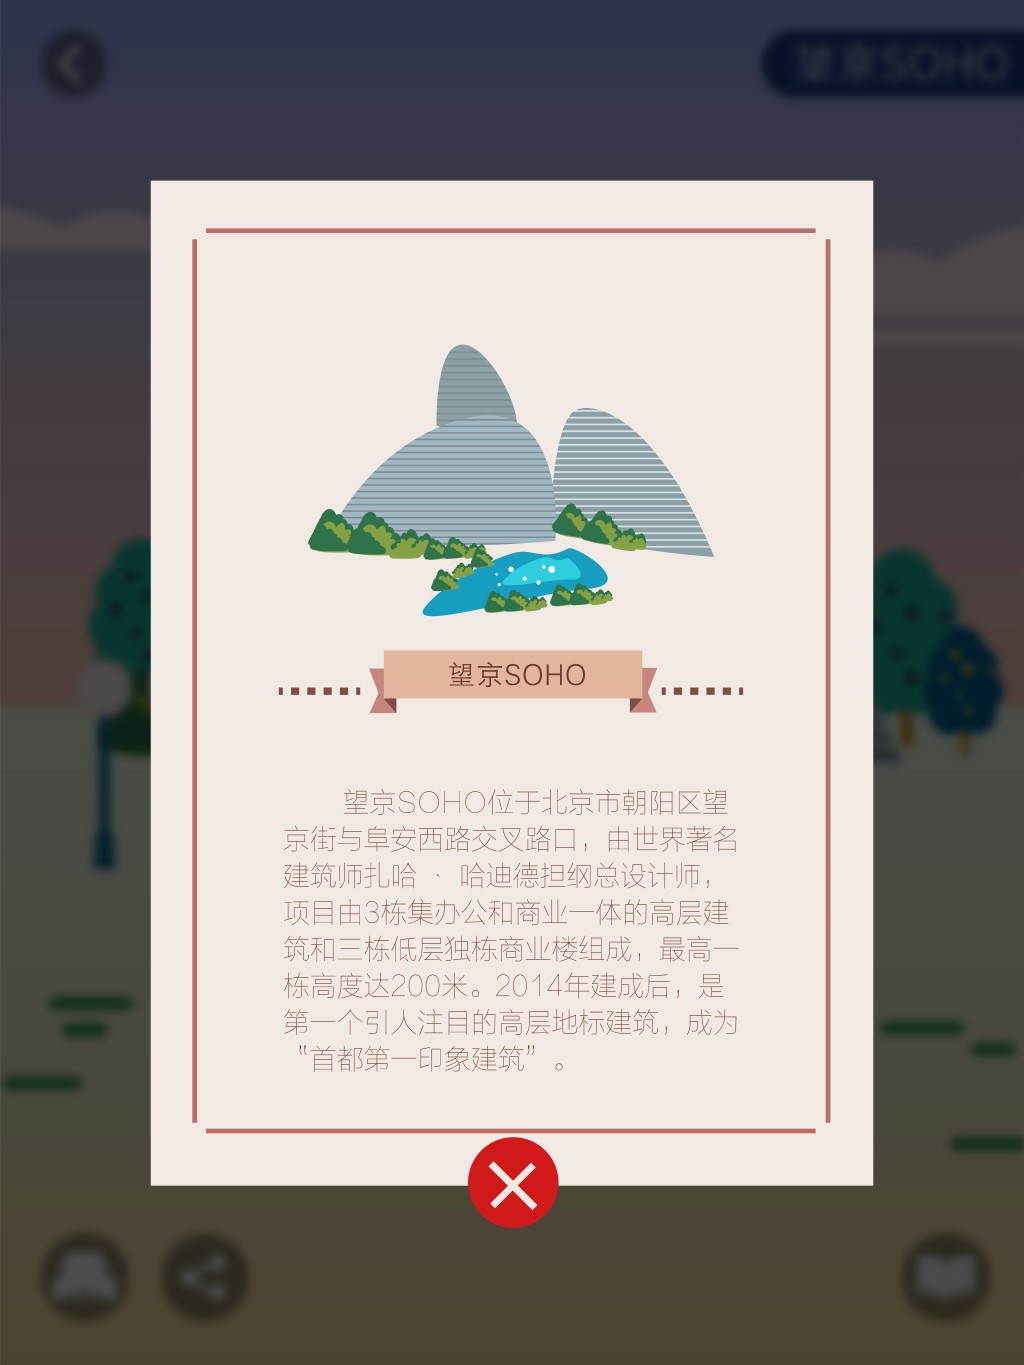 望京SOHO
望京SOHO
望京SOHO位于北京市朝阳区望
京街与阜安西路交叉路口，由世界著名
建筑师扎哈 、 哈迪德担纲总设计师，
项目由3栋集办公和商业一体的高层建
筑和三栋低层独栋商业楼组成，最高一
栋高度达200米。2014年建成后，是
第一个引人注目的高层地标建筑，成为
“首都第一印象建筑”。